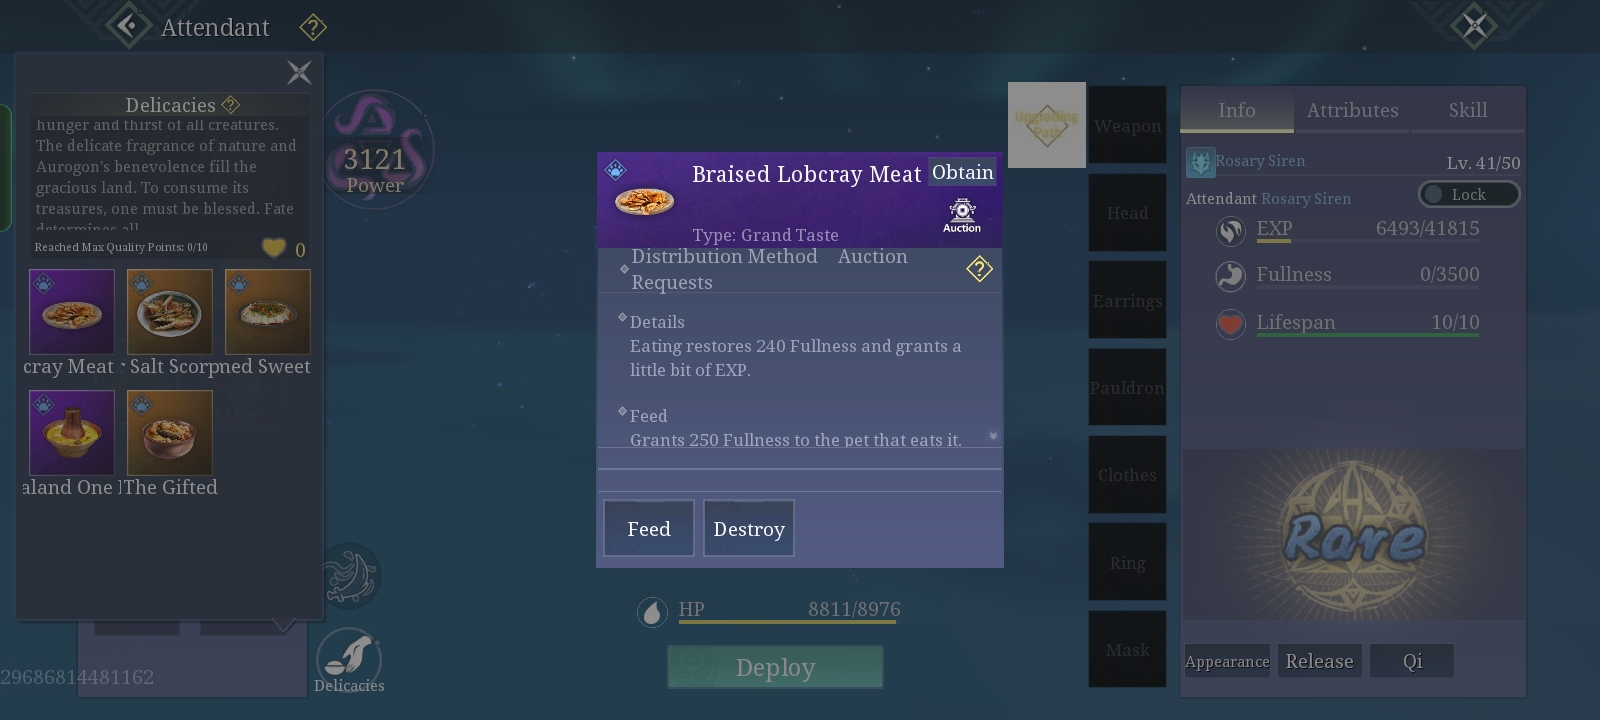 Attendant
Delicacies
hunger and thirst of all creatures.
The delicate fragrance of nature and
Aurogon's benevolence fill the
gracious land. To consume its
treasures, one must be blessed. Fate
determines all
Reached Max Quality Points: 0/10
0
cray Meat
Salt Scorp
med Sweet
aland One
The Gifted
3121
Power
29686814481162
Delicacies
Braised Lobcray Meat
Obtain
Auction
Type: Grand Taste
Distribution Method Auction
Requests
Details
Eating restores 240 Fullness and grants a
little bit of EXP.
Feed
Grants 250 Fullness to the pet that eats it.
Feed
Destroy
HP 8811/8976
Deploy
Upgrading
Path
Weapon
Head
Earrings
Pauldron
Clothes
Ring
Mask
Info
Attributes
Skill
Rosary Siren
Lv. 41/50
Attendant Rosary Siren
Lock
EXP 6493/41815
Fullness 0/3500
Lifespan 10/10
Rare
Appearance
Release
Qi